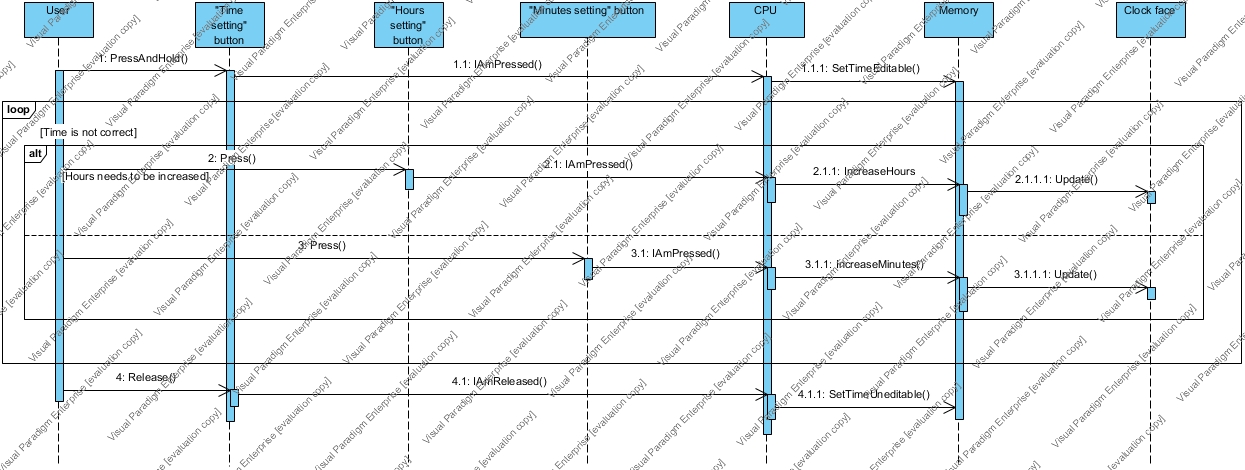 User
"Time
setting"
button
"Hours
setting"
button
"Minutes setting" button
CPU
Memory
Clock face
1: PressAndHold()
1.1: IAmPressed()
1.1.1: SetTimeEditable()
loop
[Time is not correct]
alt
2: Press()
2.1: IAmPressed()
[Hours needs to be increased]
2.1.1: IncreaseHours
2.1.1.1: Update()
3: Press()
3.1: IAmPressed()
3.1.1: IncreaseMinutes()
3.1.1.1: Update()
4: Release()
4.1: IAmReleased()
4.1.1: SetTimeUneditable()
Visual Paradigm Enterprise [evaluation copy]